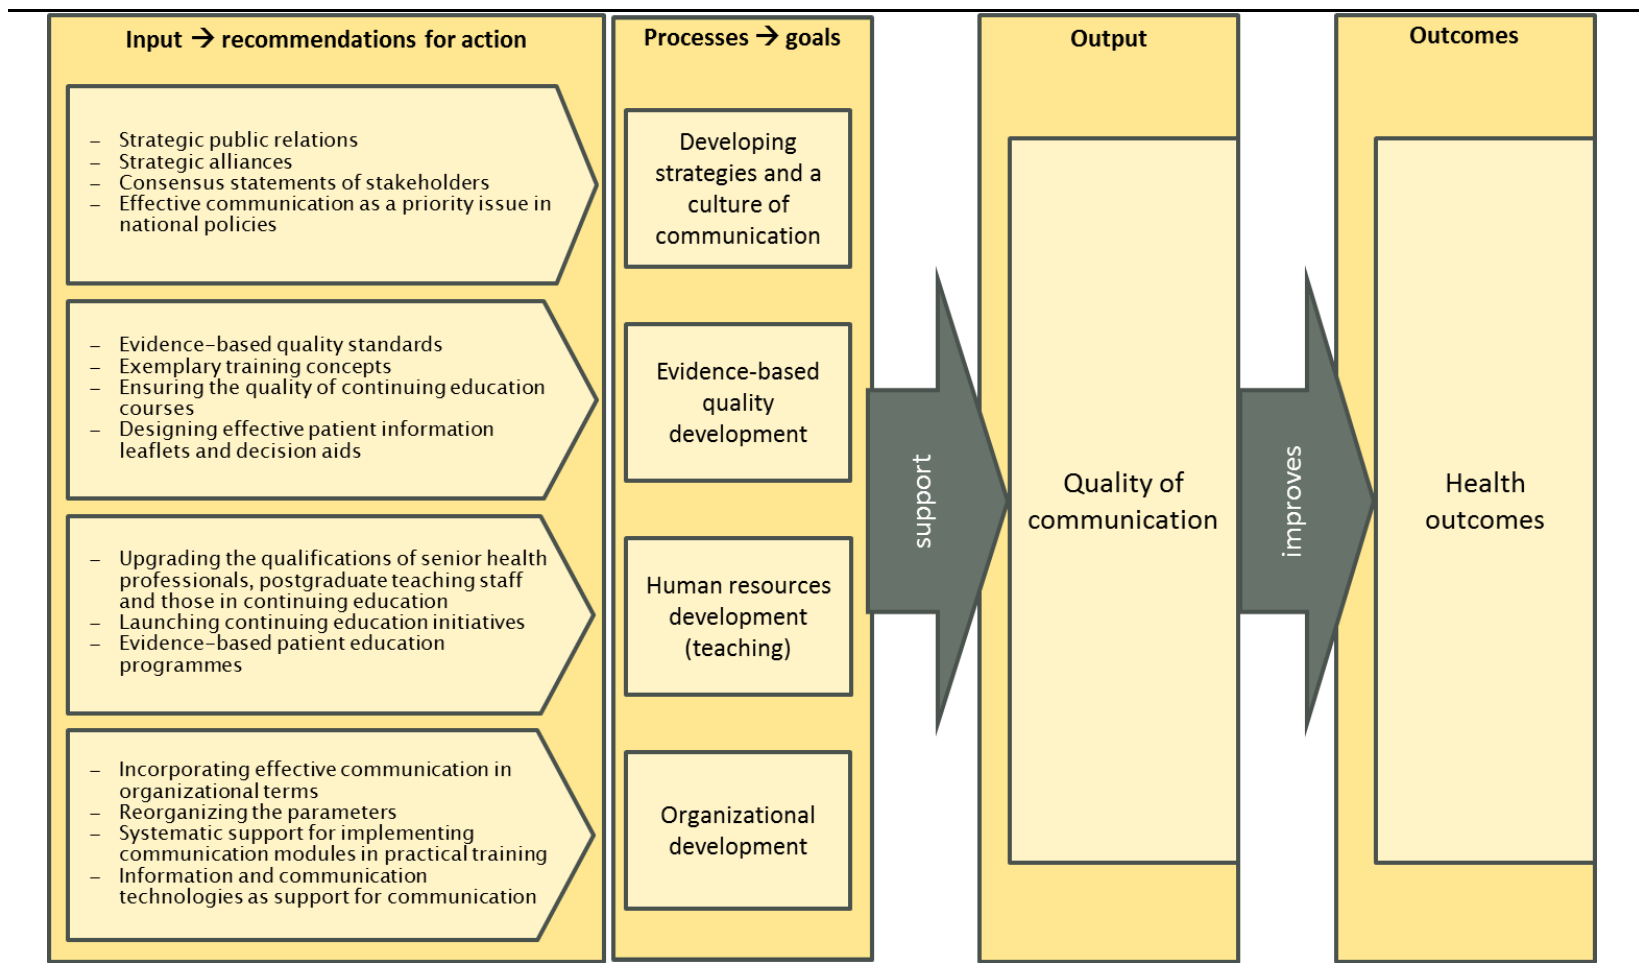 Input → recommendations for action
– Strategic public relations
– Strategic alliances
– Consensus statements of stakeholders
– Effective communication as a priority issue in
national policies
– Evidence-based quality standards
– Exemplary training concepts
– Ensuring the quality of continuing education
courses
– Designing effective patient information
leaflets and decision aids
– Upgrading the qualifications of senior health
professionals, postgraduate teaching staff
and those in continuing education
– Launching continuing education initiatives
– Evidence-based patient education
programmes
– Incorporating effective communication in
organizational terms
– Reorganizing the parameters
– Systematic support for implementing
communication modules in practical training
– Information and communication
technologies as support for communication
Processes → goals
Developing
strategies and a
culture of
communication
Evidence-based
quality
development
Human resources
development
(teaching)
Organizational
development
support
Output
Quality of
communication
improves
Outcomes
Health
outcomes